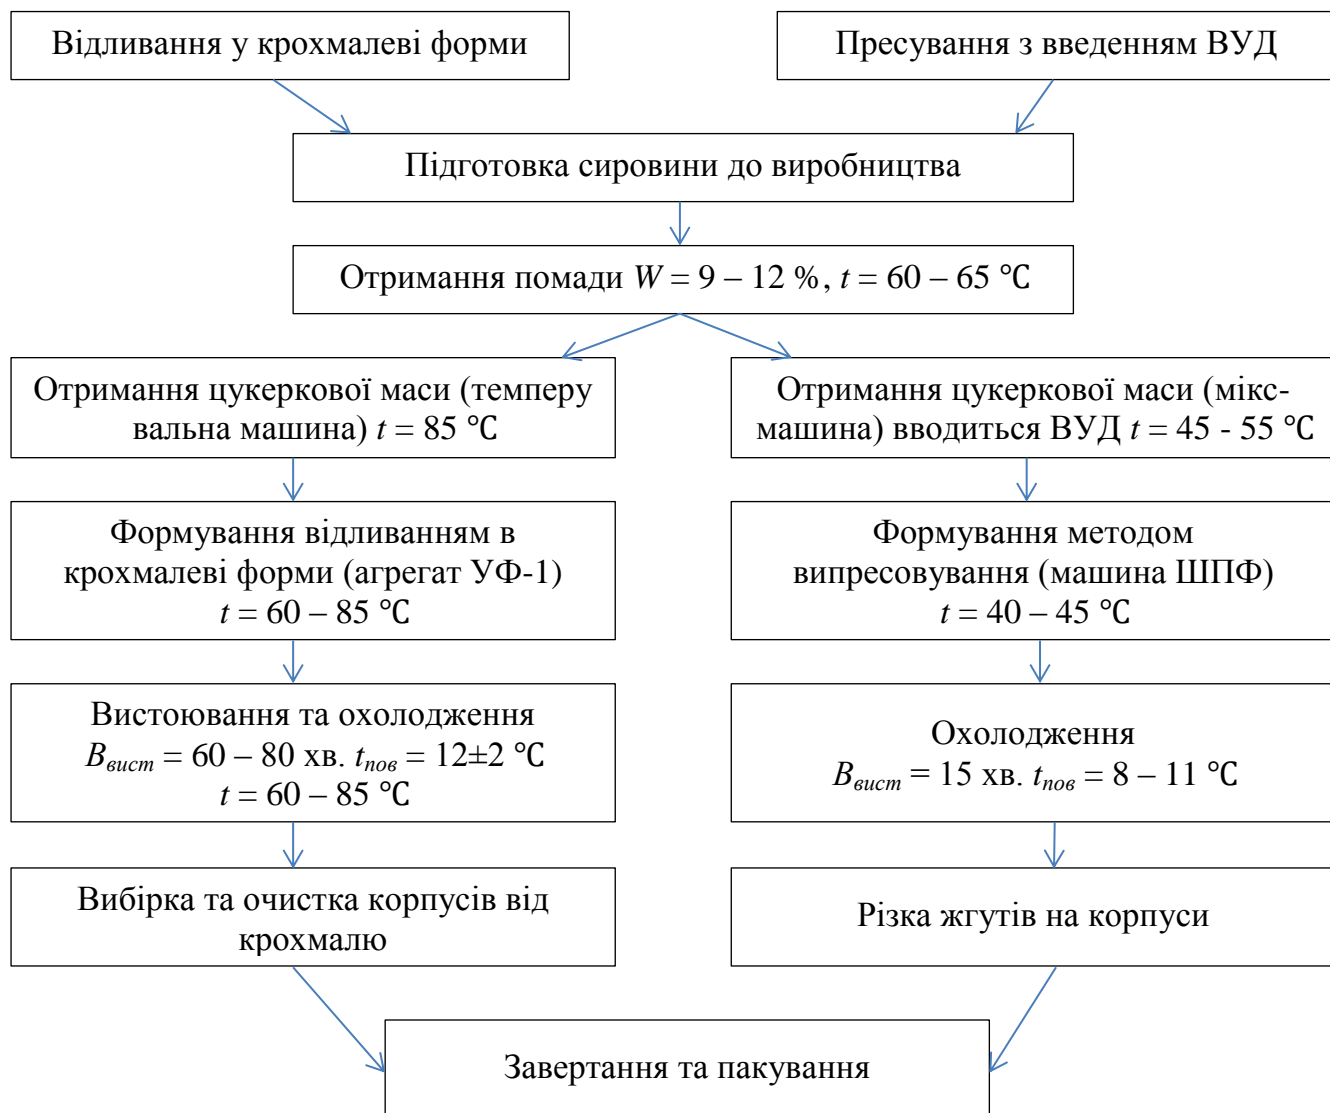 Відливання у крохмалеві форми
Пресування з введенням ВУД
Підготовка сировини до виробництва
Отримання помади W = 9 – 12 %, t = 60 – 65 ℃
Отримання цукеркової маси (темперу
вальна машина) t = 85 ℃
Отримання цукеркової маси (мікс-
машина) вводиться ВУД t = 45 - 55 ℃
Формування відливанням в
крохмалеві форми (агрегат УФ-1)
t = 60 – 85 ℃
Формування методом
випресовування (машина ШПФ)
t = 40 – 45 ℃
Вистоювання та охолодження
Ввист = 60 – 80 хв. tпов = 12±2 ℃
t = 60 – 85 ℃
Охолодження
Ввист = 15 хв. tпов = 8 – 11 ℃
Вибірка та очистка корпусів від
крохмалю
Різка жгутів на корпуси
Завертання та пакування